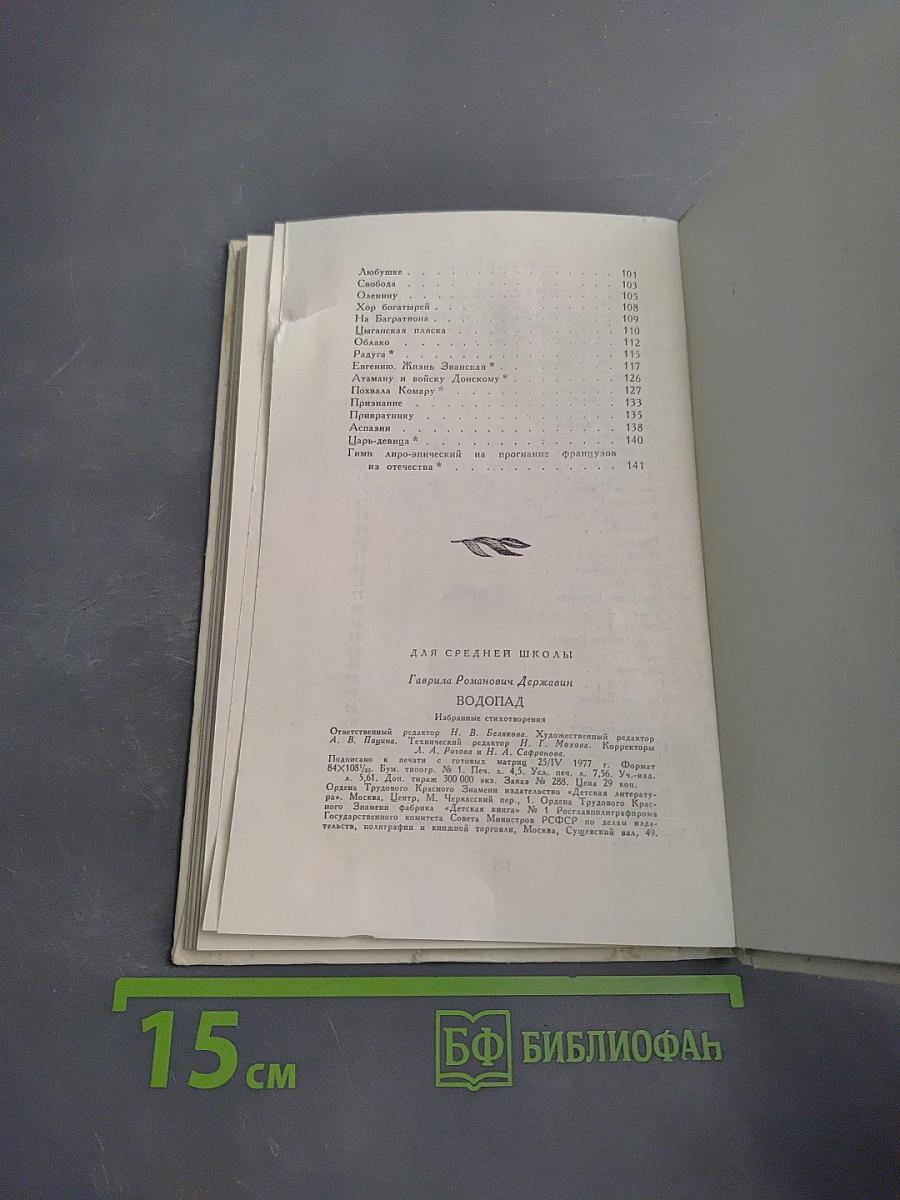 Любушке . . . . . . . . . . . . . . . 101
Свобода . . . . . . . . . . . . . . . 103
Оленину . . . . . . . . . . . . . . . 105
Хор богатырей . . . . . . . . . . . . . 108
На Багратиона . . . . . . . . . . . . . 109
Цыганская пляска . . . . . . . . . . . . 110
Облако . . . . . . . . . . . . . . . 112
Радуга * . . . . . . . . . . . . . . . 115
Евгению. Жизнь Званская * . . . . . . . . . 117
Атаману и войску Донскому * . . . . . . . . 126
Похвала Комару * . . . . . . . . . . . . 127
Признание . . . . . . . . . . . . . . 133
Привратнику . . . . . . . . . . . . . . 135
Аспазии . . . . . . . . . . . . . . . 138
Царь-девица * . . . . . . . . . . . . . 140
Гимн лиро-эпический на прогнание французов
из отечества * . . . . . . . . . . . . 141
ДЛЯ СРЕДНЕЙ ШКОЛЫ
Гаврила Романович Державин
ВОДОПАД
Избранные стихотворения
Ответственный редактор Н. В. Белякова. Художественный редактор
А. В. Пацина. Технический редактор Н. Г. Мохова. Корректоры
Л. А. Рогова и Н. А. Сафронова.
Подписано к печати с готовых матриц 25/IV 1977 г. Формат
84×108¹/₃₂. Бум. типогр. № 1. Печ. л. 4,5. Усл. печ. л. 7,56. Уч.-изд.
л. 5,61. Доп. тираж 300 000 экз. Заказ № 288. Цена 29 коп.
Ордена Трудового Красного Знамени издательство «Детская литерату-
ра». Москва, Центр, М. Черкасский пер., 1. Ордена Трудового Крас-
ного Знамени фабрика «Детская книга» № 1 Росглавполиграфпрома
Государственного комитета Совета Министров РСФСР по делам изда-
тельств, полиграфии и книжной торговли, Москва, Сущевский вал, 49.
15 см
БФ БИБЛИОФАН